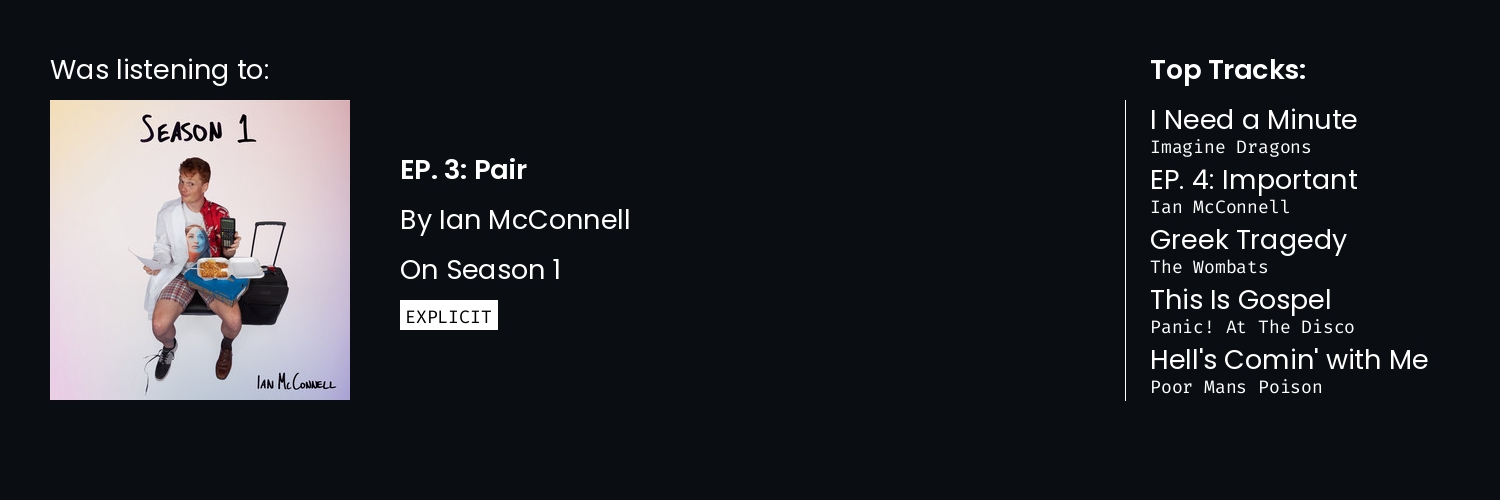 Was listening to:
SEASON 1
IAN McCONNELL
EP. 3: Pair
By Ian McConnell
On Season 1
EXPLICIT
Top Tracks:
I Need a Minute
Imagine Dragons
EP. 4: Important
Ian McConnell
Greek Tragedy
The Wombats
This Is Gospel
Panic! At The Disco
Hell's Comin' with Me
Poor Mans Poison